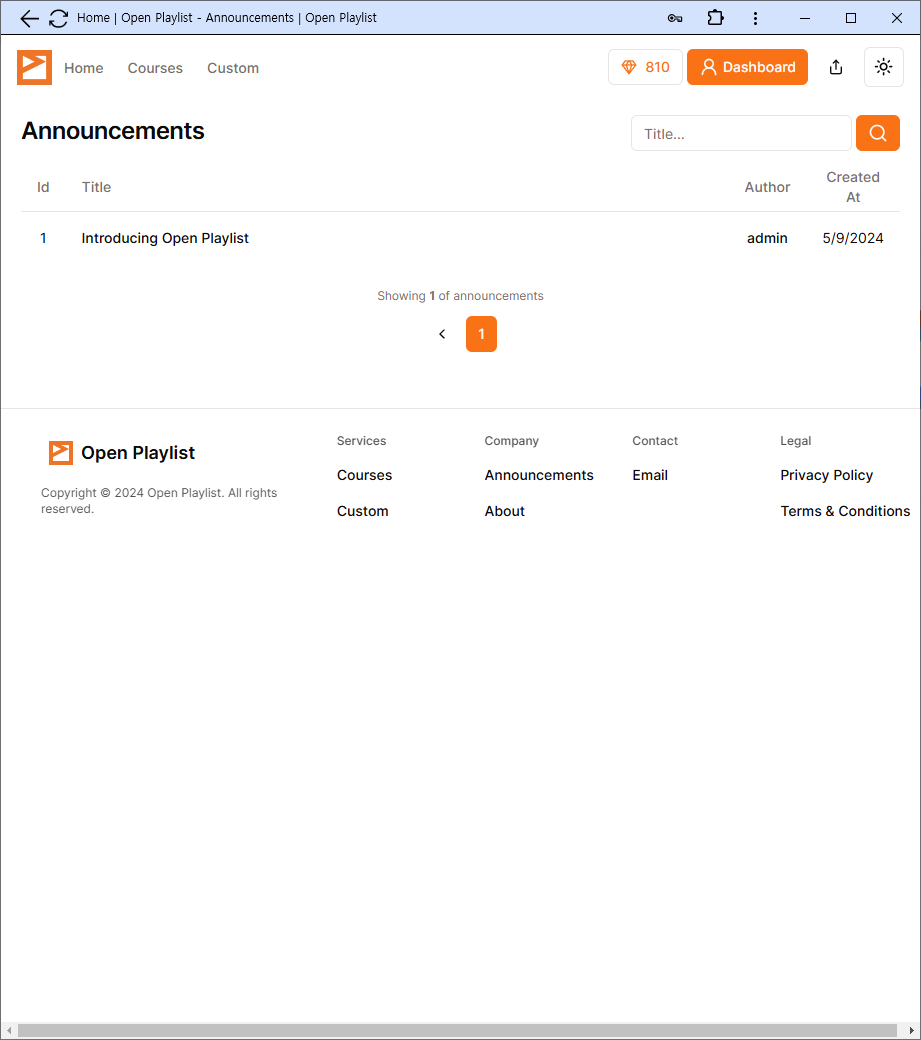 Home | Open Playlist - Announcements | Open Playlist
Home Courses Custom 810 Dashboard
Announcements
Title...
Id Title Author Created
At
1 Introducing Open Playlist admin 5/9/2024
Showing 1 of announcements
1
Open Playlist
Copyright © 2024 Open Playlist. All rights
reserved.
Services
Courses
Custom
Company
Announcements
About
Contact
Email
Legal
Privacy Policy
Terms & Conditions